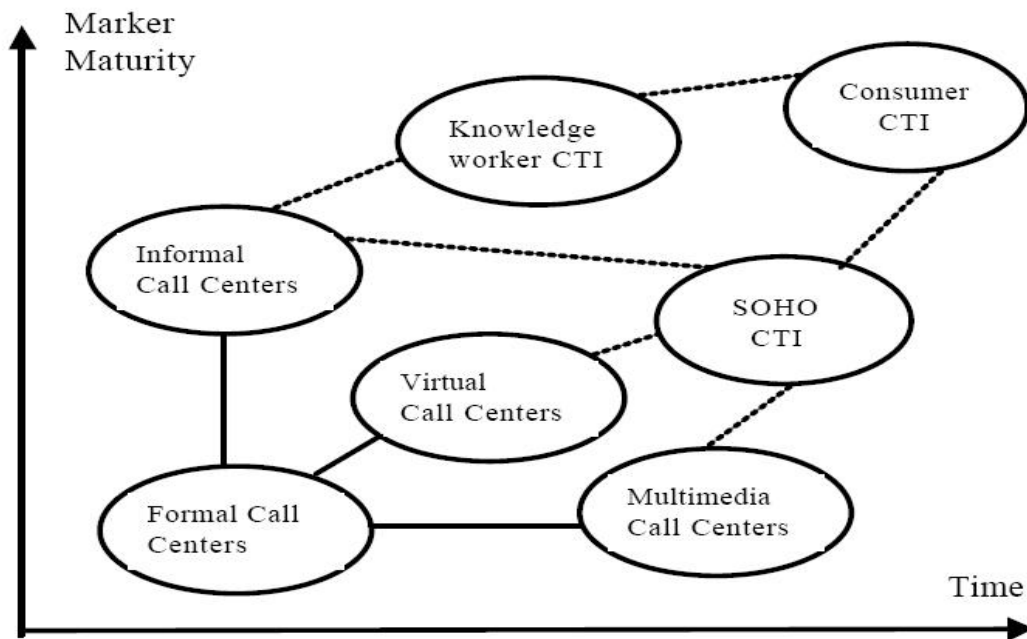 Marker
Maturity
Consumer
CTI
Knowledge
worker CTI
Informal
Call Centers
SOHO
CTI
Virtual
Call Centers
Formal Call
Centers
Multimedia
Call Centers
Time